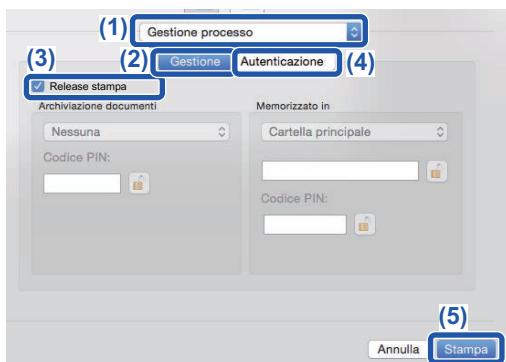 (1) Gestione processo
(3) (2) Gestione Autenticazione (4)
Release stampa
Archiviazione documenti Memorizzato in
Nessuna Cartella principale
Codice PIN:
Codice PIN:
(5)
Annulla Stampa